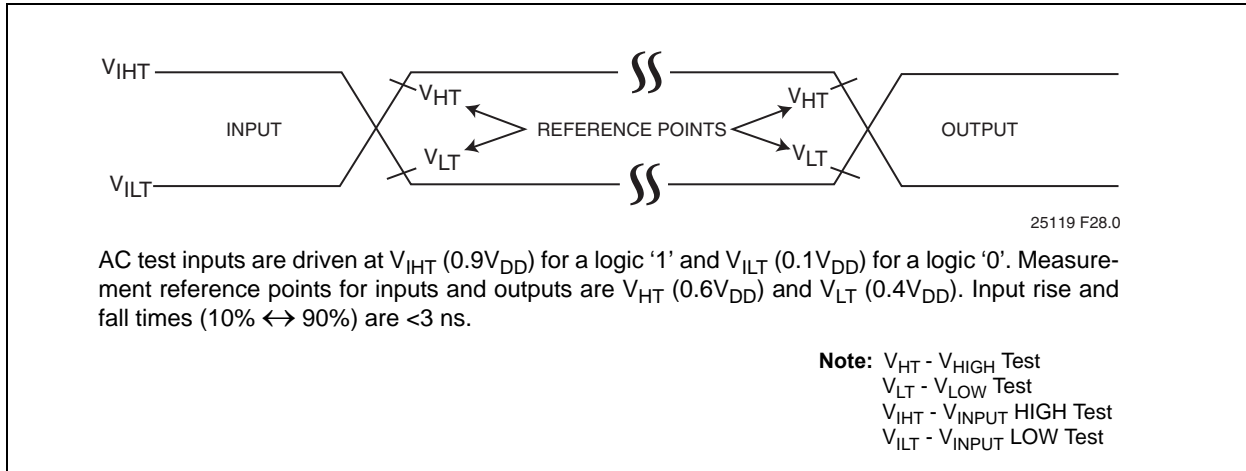 VIHT
VHT
VHT
INPUT
REFERENCE POINTS
OUTPUT
VLT
VLT
VILT
25119 F28.0
AC test inputs are driven at VIHT (0.9VDD) for a logic ‘1’ and VILT (0.1VDD) for a logic ‘0’. Measure-
ment reference points for inputs and outputs are VHT (0.6VDD) and VLT (0.4VDD). Input rise and
fall times (10% ↔ 90%) are <3 ns.
Note: VHT - VHIGH Test
VLT - VLOW Test
VIHT - VINPUT HIGH Test
VILT - VINPUT LOW Test